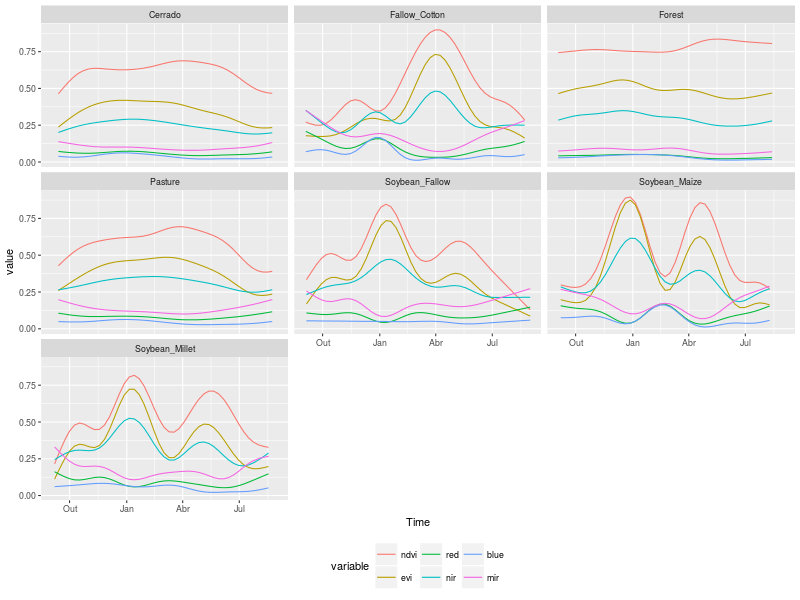 Cerrado Fallow_Cotton Forest
0.75
0.50
0.25
0.00
Pasture Soybean_Fallow Soybean_Maize
0.75
0.50
0.25
0.00
Out Jan Abr Jul Out Jan Abr Jul
Soybean_Millet
0.75
0.50
0.25
0.00
Out Jan Abr Jul
value
Time
variable
ndvi red blue
evi nir mir